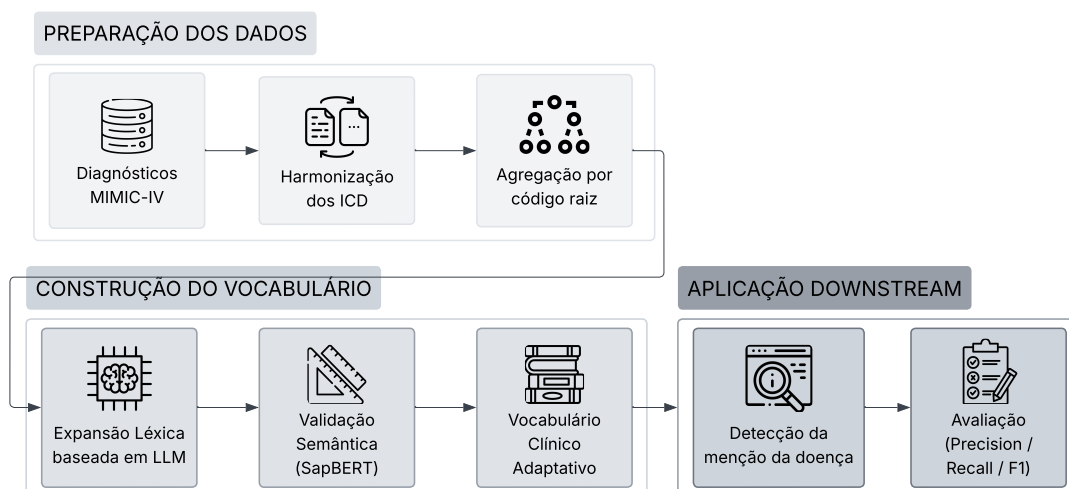 PREPARAÇÃO DOS DADOS
Diagnósticos
MIMIC-IV
Harmonização
dos ICD
Agregação por
código raiz
CONSTRUÇÃO DO VOCABULÁRIO
Expansão Léxica
baseada em LLM
Validação
Semântica
(SapBERT)
Vocabulário
Clínico
Adaptativo
APLICAÇÃO DOWNSTREAM
Detecção da
menção da doença
Avaliação
(Precision /
Recall / F1)